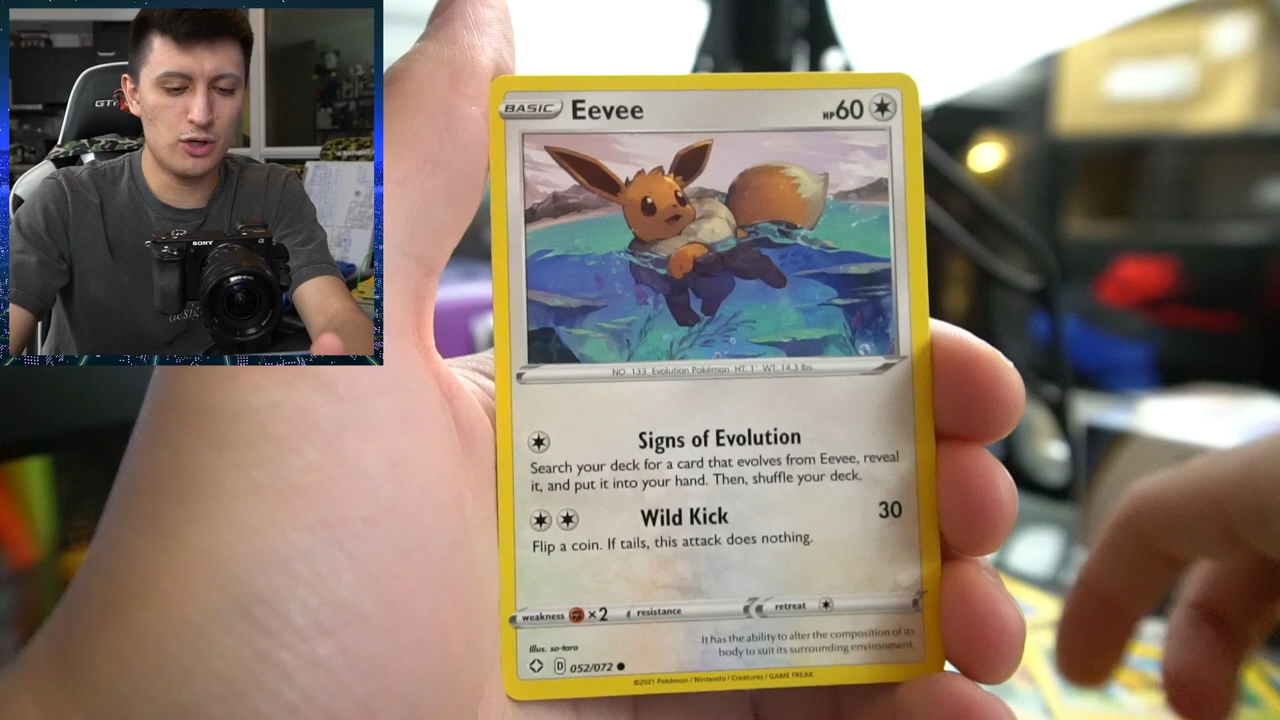 GT
SONY
α
BASIC Eevee HP60
NO. 133 Evolution Pokémon HT: 1' WT: 14.3 lbs.
Signs of Evolution
Search your deck for a card that evolves from Eevee, reveal
it, and put it into your hand. Then, shuffle your deck.
Wild Kick 30
Flip a coin. If tails, this attack does nothing.
weakness ×2 resistance retreat
It has the ability to alter the composition of its
body to suit its surrounding environment.
Illus. so-taro
D 052/072
©2021 Pokémon / Nintendo / Creatures / GAME FREAK